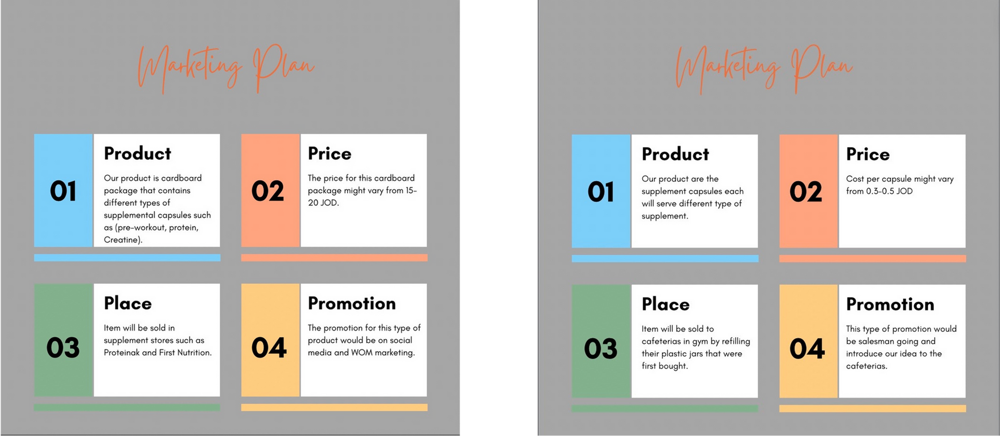 Marketing Plan
01
Product
Our product is cardboard
package that contains
different types of
supplemental capsules such
as (pre-workout, protein,
Creatine).
02
Price
The price for this cardboard
package might vary from 15-
20 JOD.
03
Place
Item will be sold in
supplement stores such as
Proteinak and First Nutrition.
04
Promotion
The promotion for this type of
product would be on social
media and WOM marketing.
Marketing Plan
01
Product
Our product are the
supplement capsules each
will serve different type of
supplement.
02
Price
Cost per capsule might vary
from 0.3-0.5 JOD
03
Place
Item will be sold to
cafeterias in gym by refilling
their plastic jars that were
first bought.
04
Promotion
This type of promotion would
be salesman going and
introduce our idea to the
cafeterias.